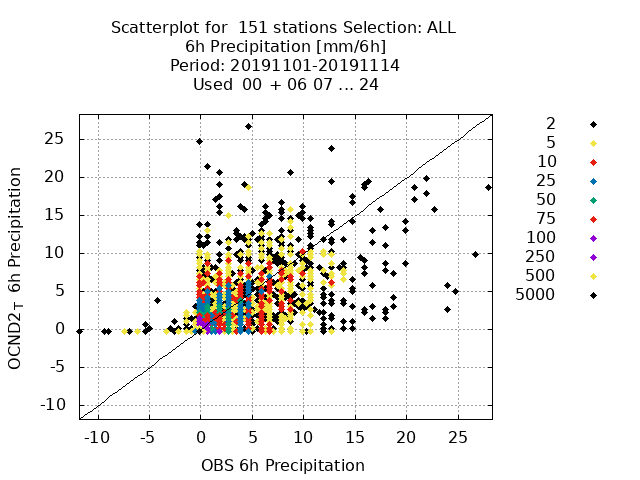 Scatterplot for  151 stations Selection: ALL
6h Precipitation [mm/6h]
Period: 20191101-20191114
Used  00  + 06 07 ... 24
OCND2T  6h Precipitation
25
20
15
10
5
0
-5
-10
-10 -5 0 5 10 15 20 25
OBS 6h Precipitation
2
5
10
25
50
75
100
250
500
5000